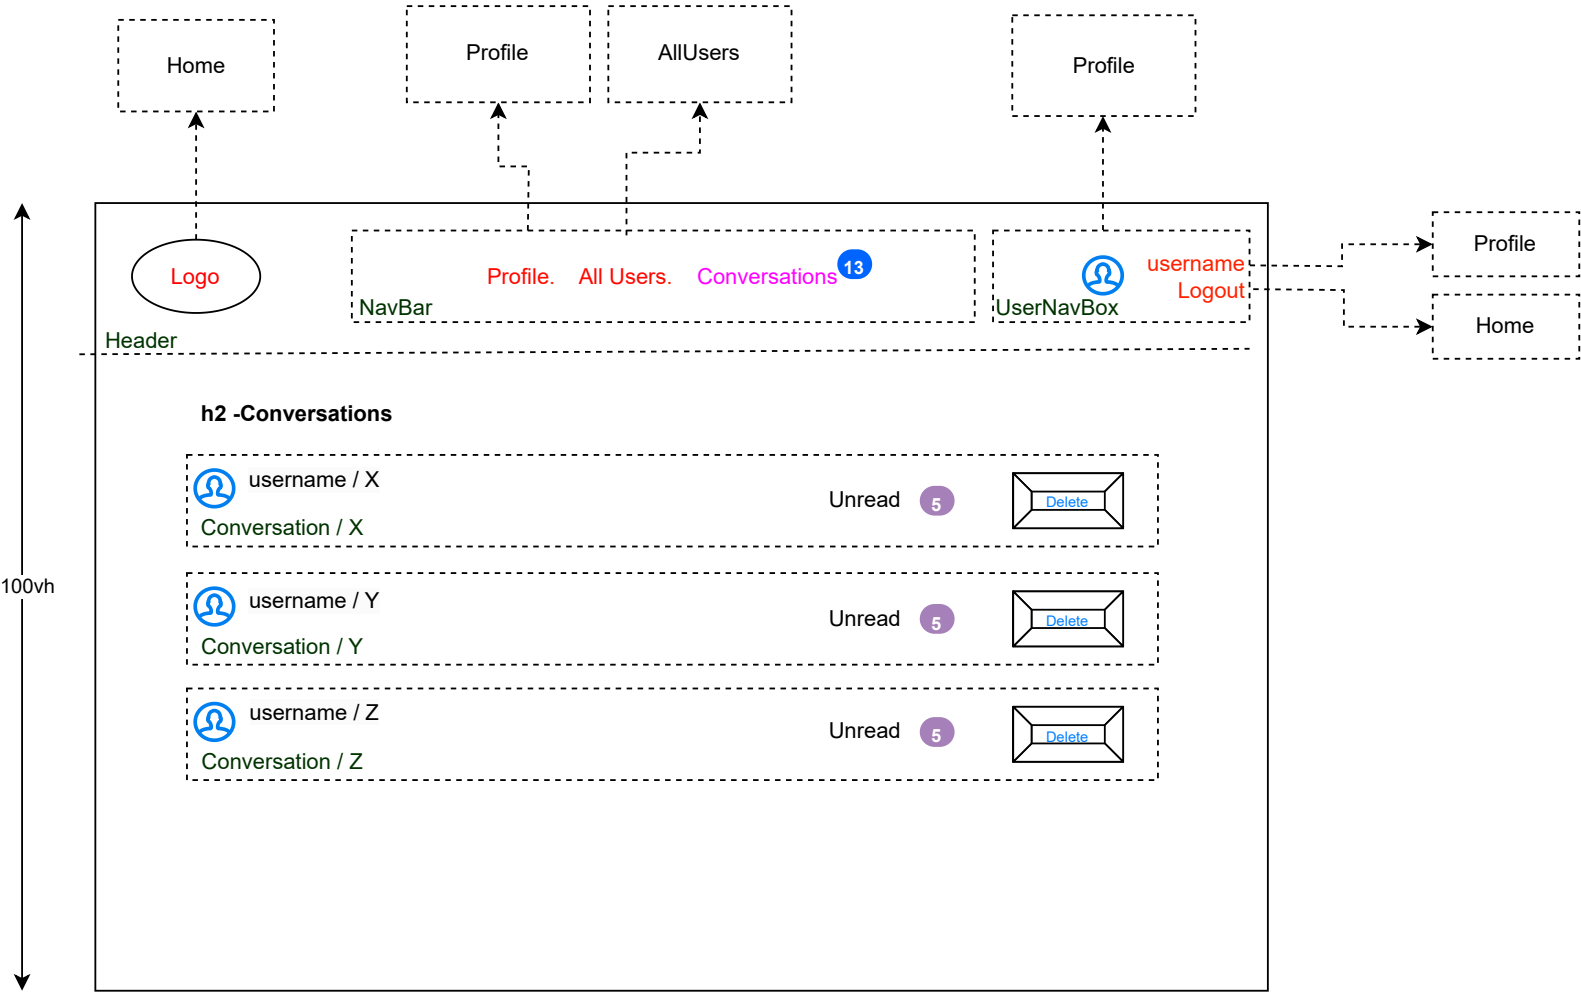 Home
Profile
AllUsers
Profile
Logo
Profile.
All Users.
Conversations
13
NavBar
username
Logout
UserNavBox
Profile
Home
Header
h2 -Conversations
username / X
Unread
5
Delete
Conversation / X
100vh
username / Y
Unread
5
Delete
Conversation / Y
username / Z
Unread
5
Delete
Conversation / Z